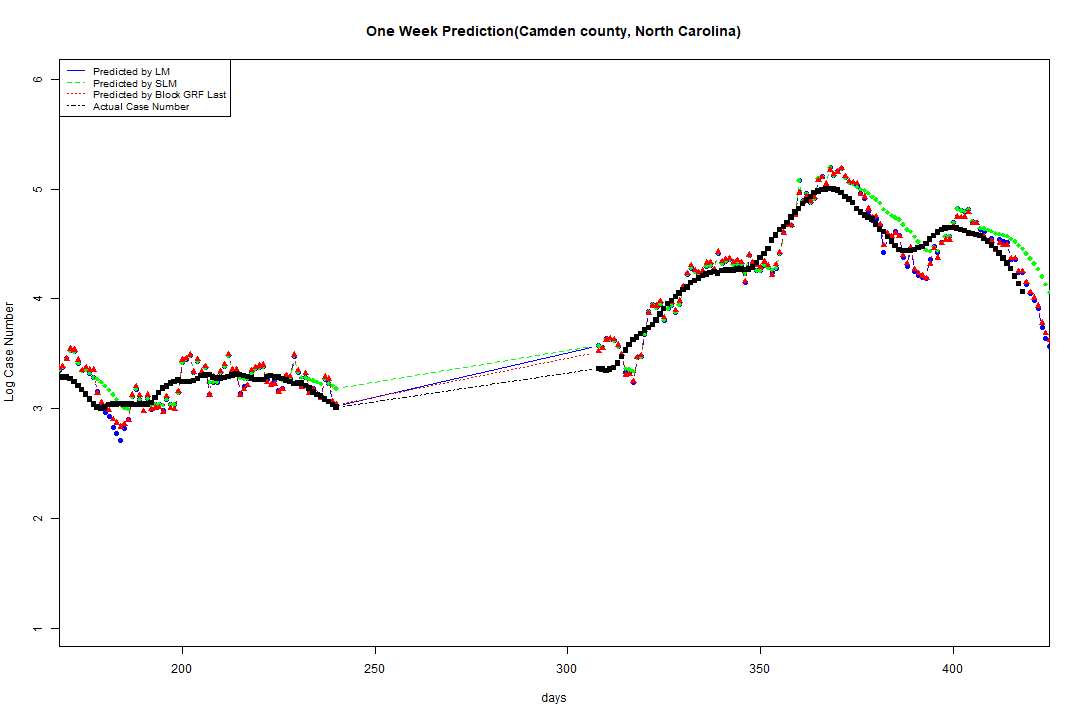 One Week Prediction(Camden county, North Carolina)
Predicted by LM
Predicted by SLM
Predicted by Block GRF Last
Actual Case Number
Log Case Number
6
5
4
3
2
1
200 250 300 350 400
days